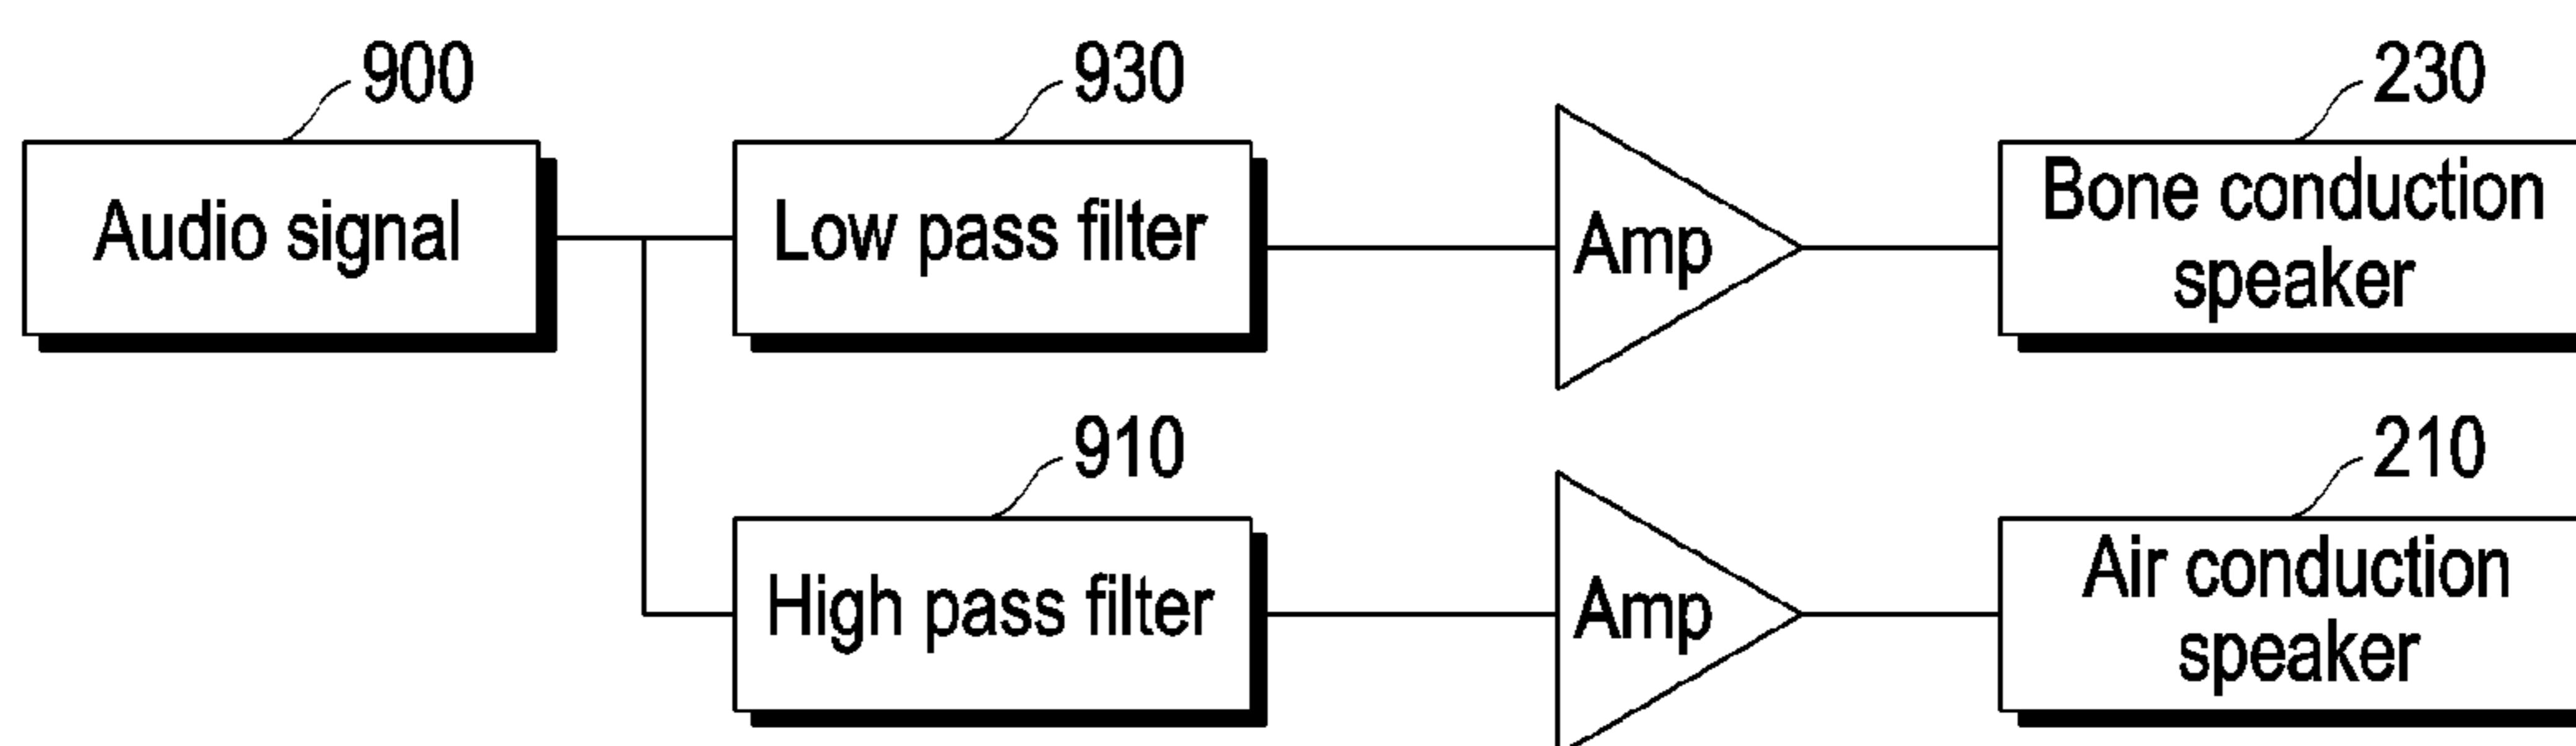 900
930
230
Audio signal
Low pass filter
Amp
Bone conduction
speaker
910
210
High pass filter
Amp
Air conduction
speaker